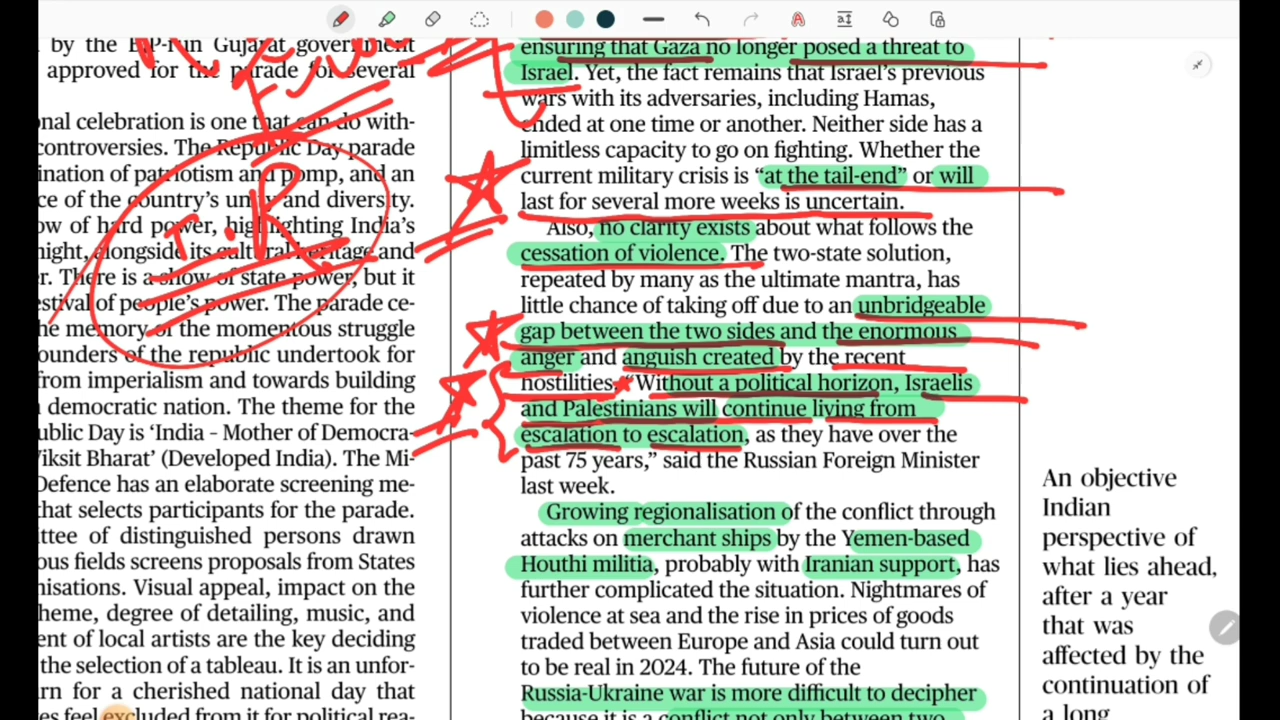 by the BJP-run Gujarat government
approved for the parade for several
onal celebration is one that can do with-
controversies. The Republic Day parade
ination of patriotism and pomp, and an
ce of the country's unity and diversity.
ow of hard power, highlighting India's
might, alongside its cultural heritage and
er. There is a show of state power, but it
estival of people's power. The parade ce-
he memory of the momentous struggle
ounders of the republic undertook for
from imperialism and towards building
democratic nation. The theme for the
ublic Day is 'India – Mother of Democra-
Viksit Bharat' (Developed India). The Mi-
Defence has an elaborate screening me-
that selects participants for the parade.
ittee of distinguished persons drawn
ous fields screens proposals from States
nisations. Visual appeal, impact on the
heme, degree of detailing, music, and
ent of local artists are the key deciding
the selection of a tableau. It is an unfor-
rn for a cherished national day that
es feel excluded from it for political rea-
I.R.
ensuring that Gaza no longer posed a threat to
Israel. Yet, the fact remains that Israel's previous
wars with its adversaries, including Hamas,
ended at one time or another. Neither side has a
limitless capacity to go on fighting. Whether the
current military crisis is "at the tail-end" or will
last for several more weeks is uncertain.
Also, no clarity exists about what follows the
cessation of violence. The two-state solution,
repeated by many as the ultimate mantra, has
little chance of taking off due to an unbridgeable
gap between the two sides and the enormous
anger and anguish created by the recent
hostilities. "Without a political horizon, Israelis
and Palestinians will continue living from
escalation to escalation, as they have over the
past 75 years," said the Russian Foreign Minister
last week.
Growing regionalisation of the conflict through
attacks on merchant ships by the Yemen-based
Houthi militia, probably with Iranian support, has
further complicated the situation. Nightmares of
violence at sea and the rise in prices of goods
traded between Europe and Asia could turn out
to be real in 2024. The future of the
Russia-Ukraine war is more difficult to decipher
because it is a conflict not only between two
An objective
Indian
perspective of
what lies ahead,
after a year
that was
affected by the
continuation of
a long